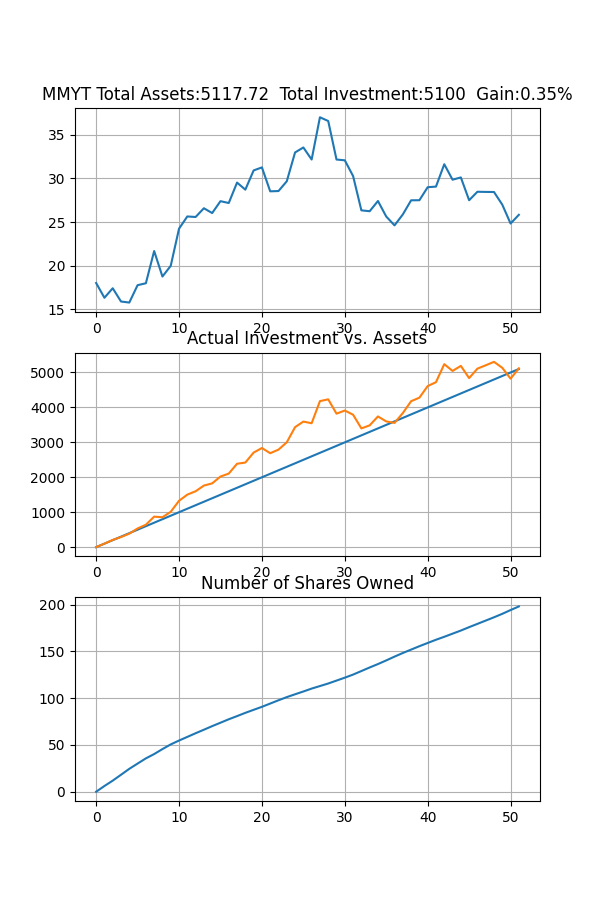 MMYT Total Assets:5117.72  Total Investment:5100  Gain:0.35%
35
30
25
20
15
0 10 20 30 40 50
Actual Investment vs. Assets
5000
4000
3000
2000
1000
0
0 10 20 30 40 50
Number of Shares Owned
200
150
100
50
0
0 10 20 30 40 50